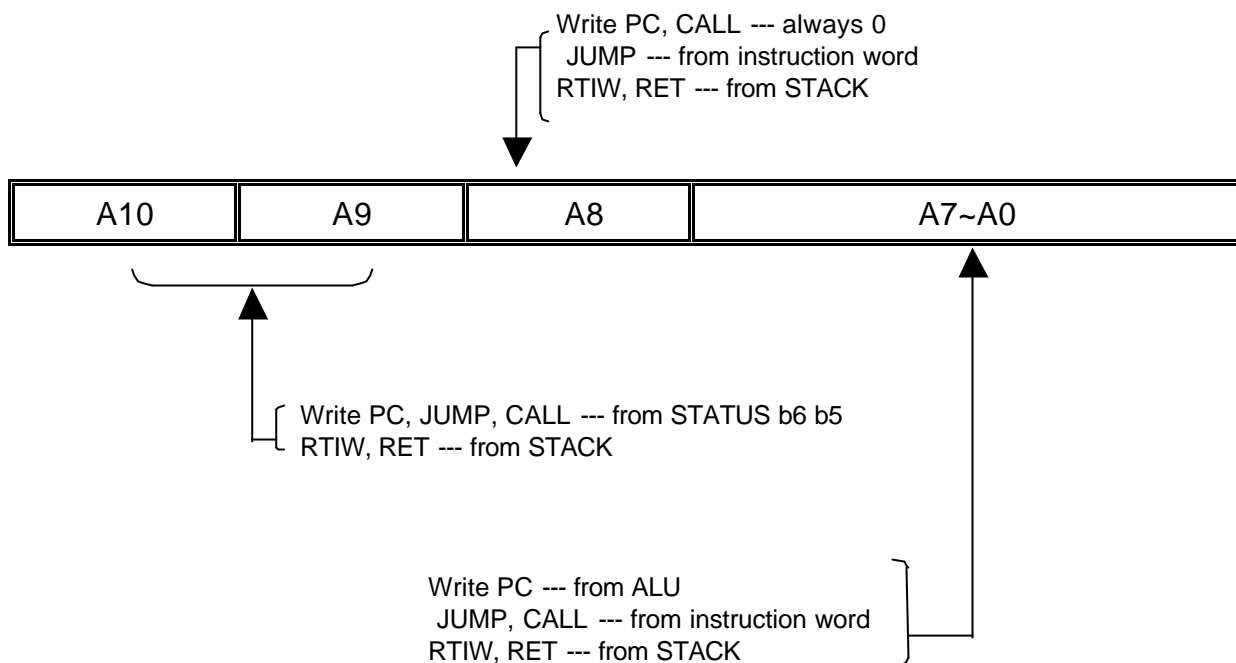 Write PC, CALL --- always 0
JUMP --- from instruction word
RTIW, RET --- from STACK
A10 A9 A8 A7~A0
Write PC, JUMP, CALL --- from STATUS b6 b5
RTIW, RET --- from STACK
Write PC --- from ALU
JUMP, CALL --- from instruction word
RTIW, RET --- from STACK